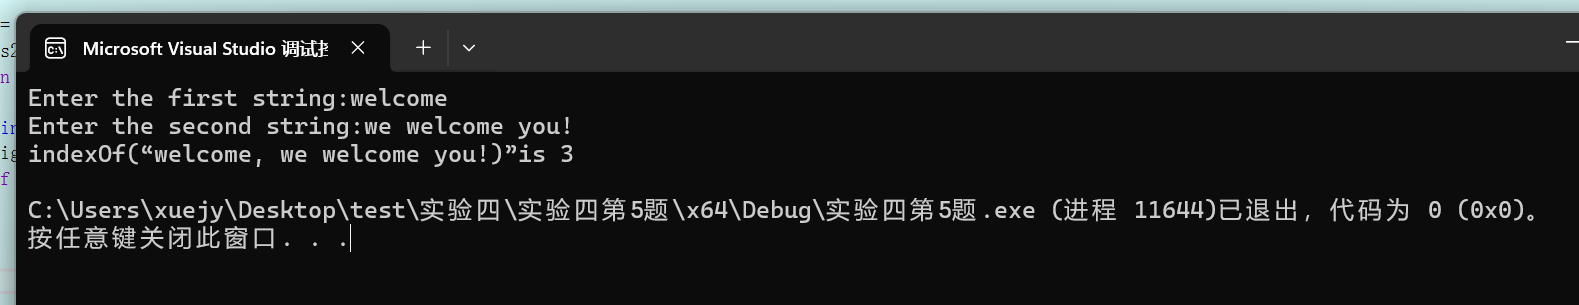 =
s2
n
in
ig
f
Microsoft Visual Studio 调试
Enter the first string:welcome
Enter the second string:we welcome you!
indexOf(“welcome, we welcome you!)”is 3
C:\Users\xuejy\Desktop\test\实验四\实验四第5题\x64\Debug\实验四第5题.exe (进程 11644)已退出，代码为 0 (0x0)。
按任意键关闭此窗口. . .